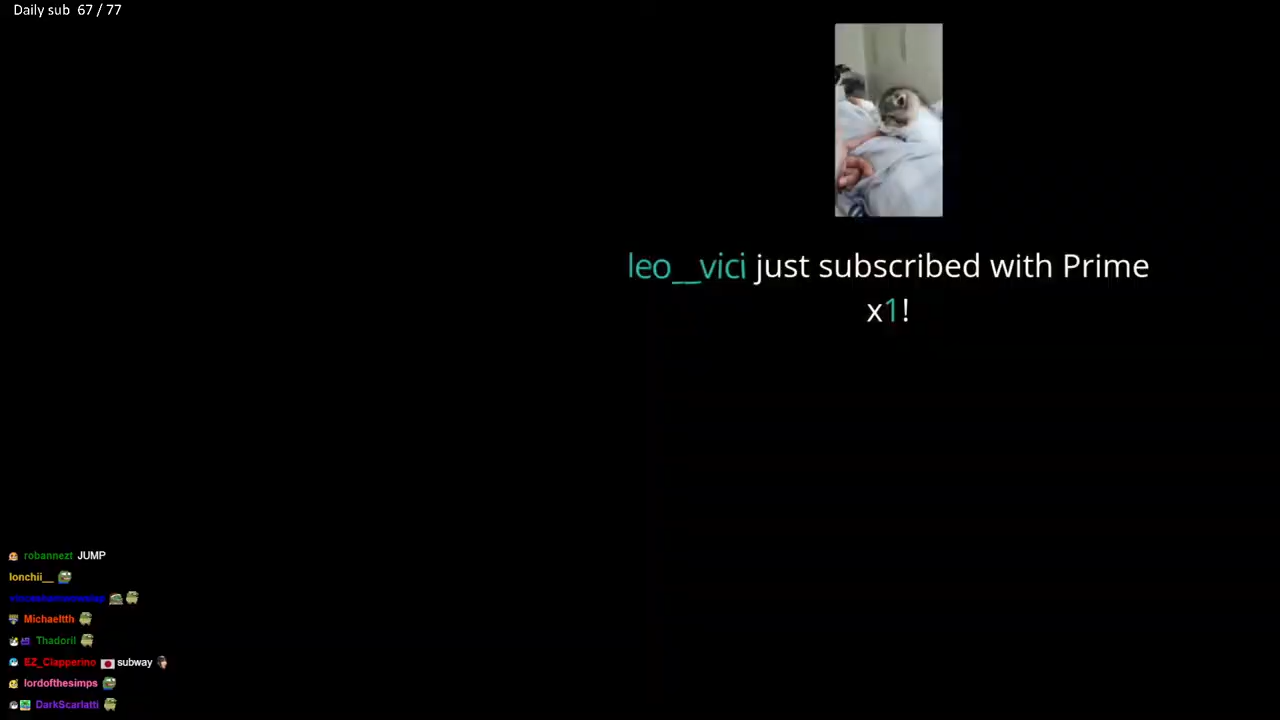 Daily sub 67 / 77
leo__vici just subscribed with Prime
x1!
robannezt JUMP
lonchii__
Michaeltth
Thadoril
EZ_Clapperino subway
lordofthesimps
DarkScarlatti